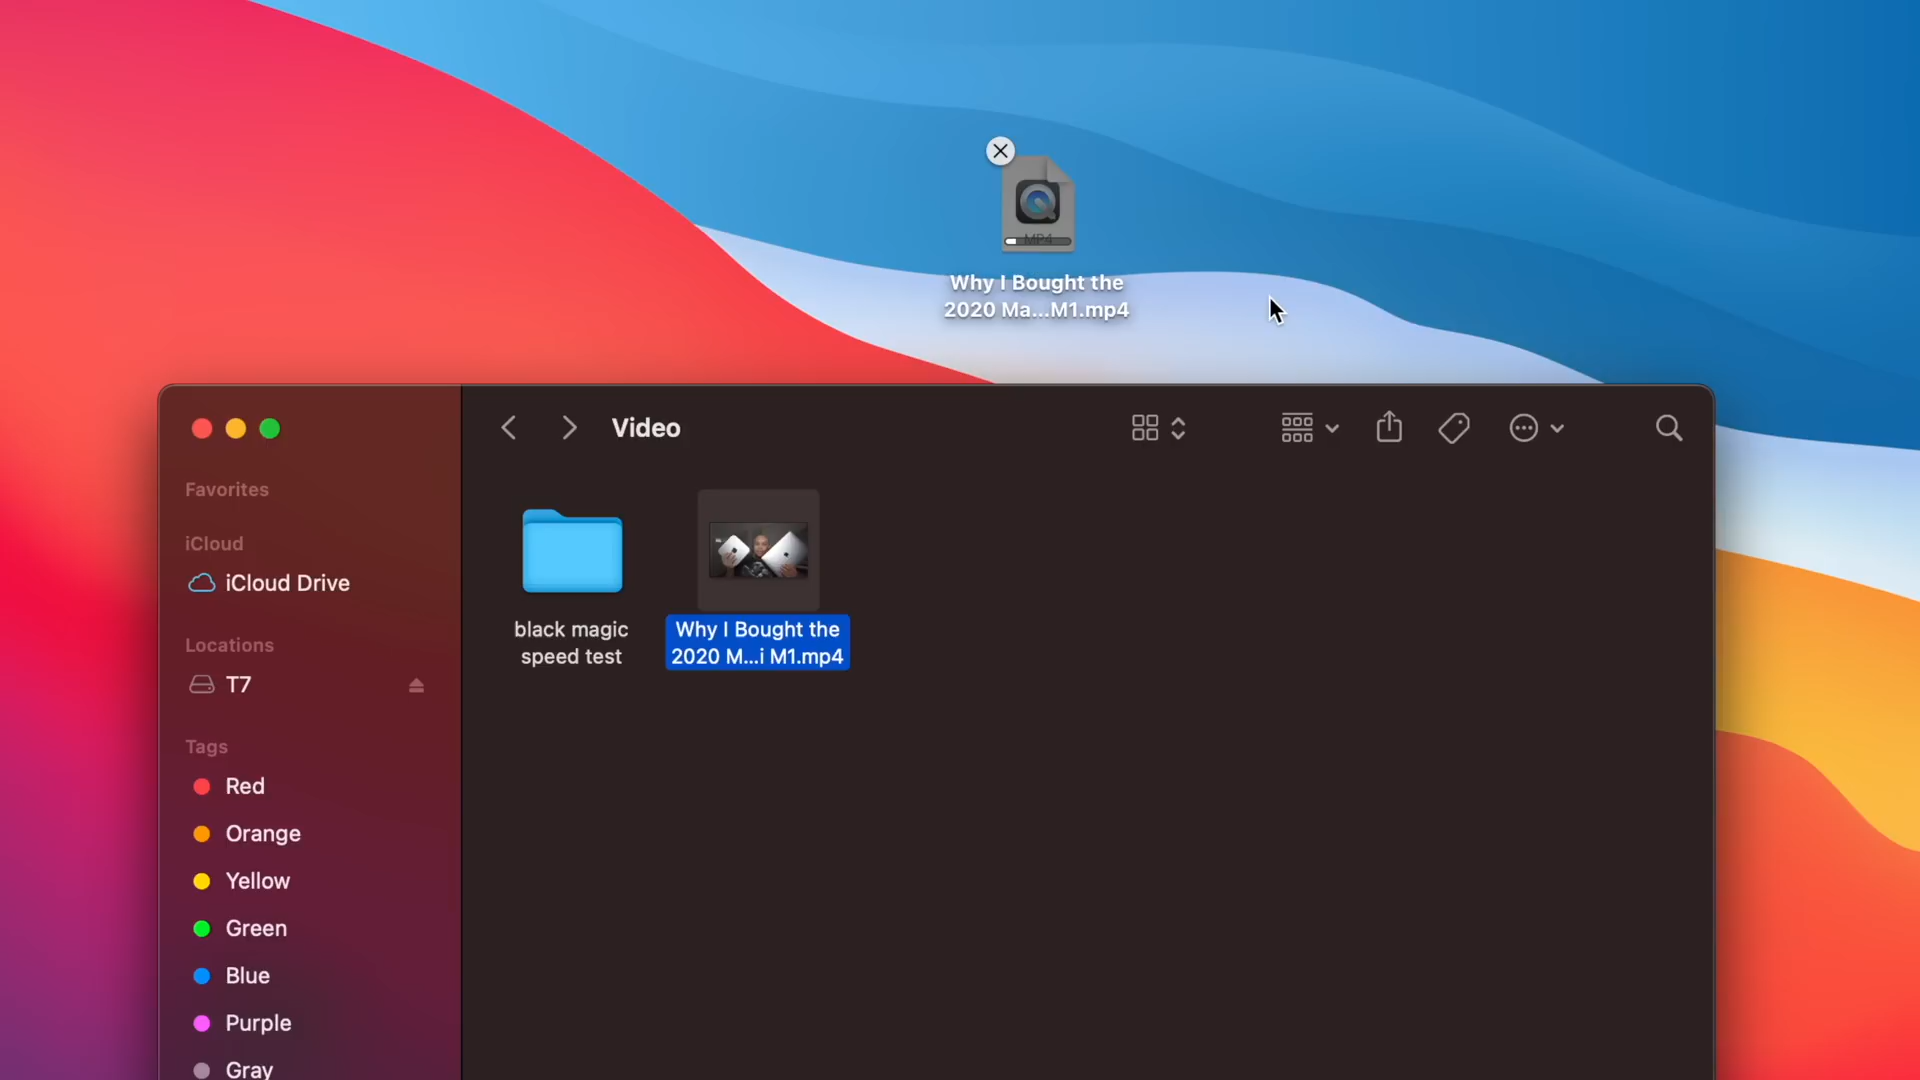 MP4
Why I Bought the
2020 Ma...M1.mp4
Video
Favorites
iCloud
iCloud Drive
Locations
T7
Tags
Red
Orange
Yellow
Green
Blue
Purple
Gray
black magic
speed test
Why I Bought the
2020 M...i M1.mp4